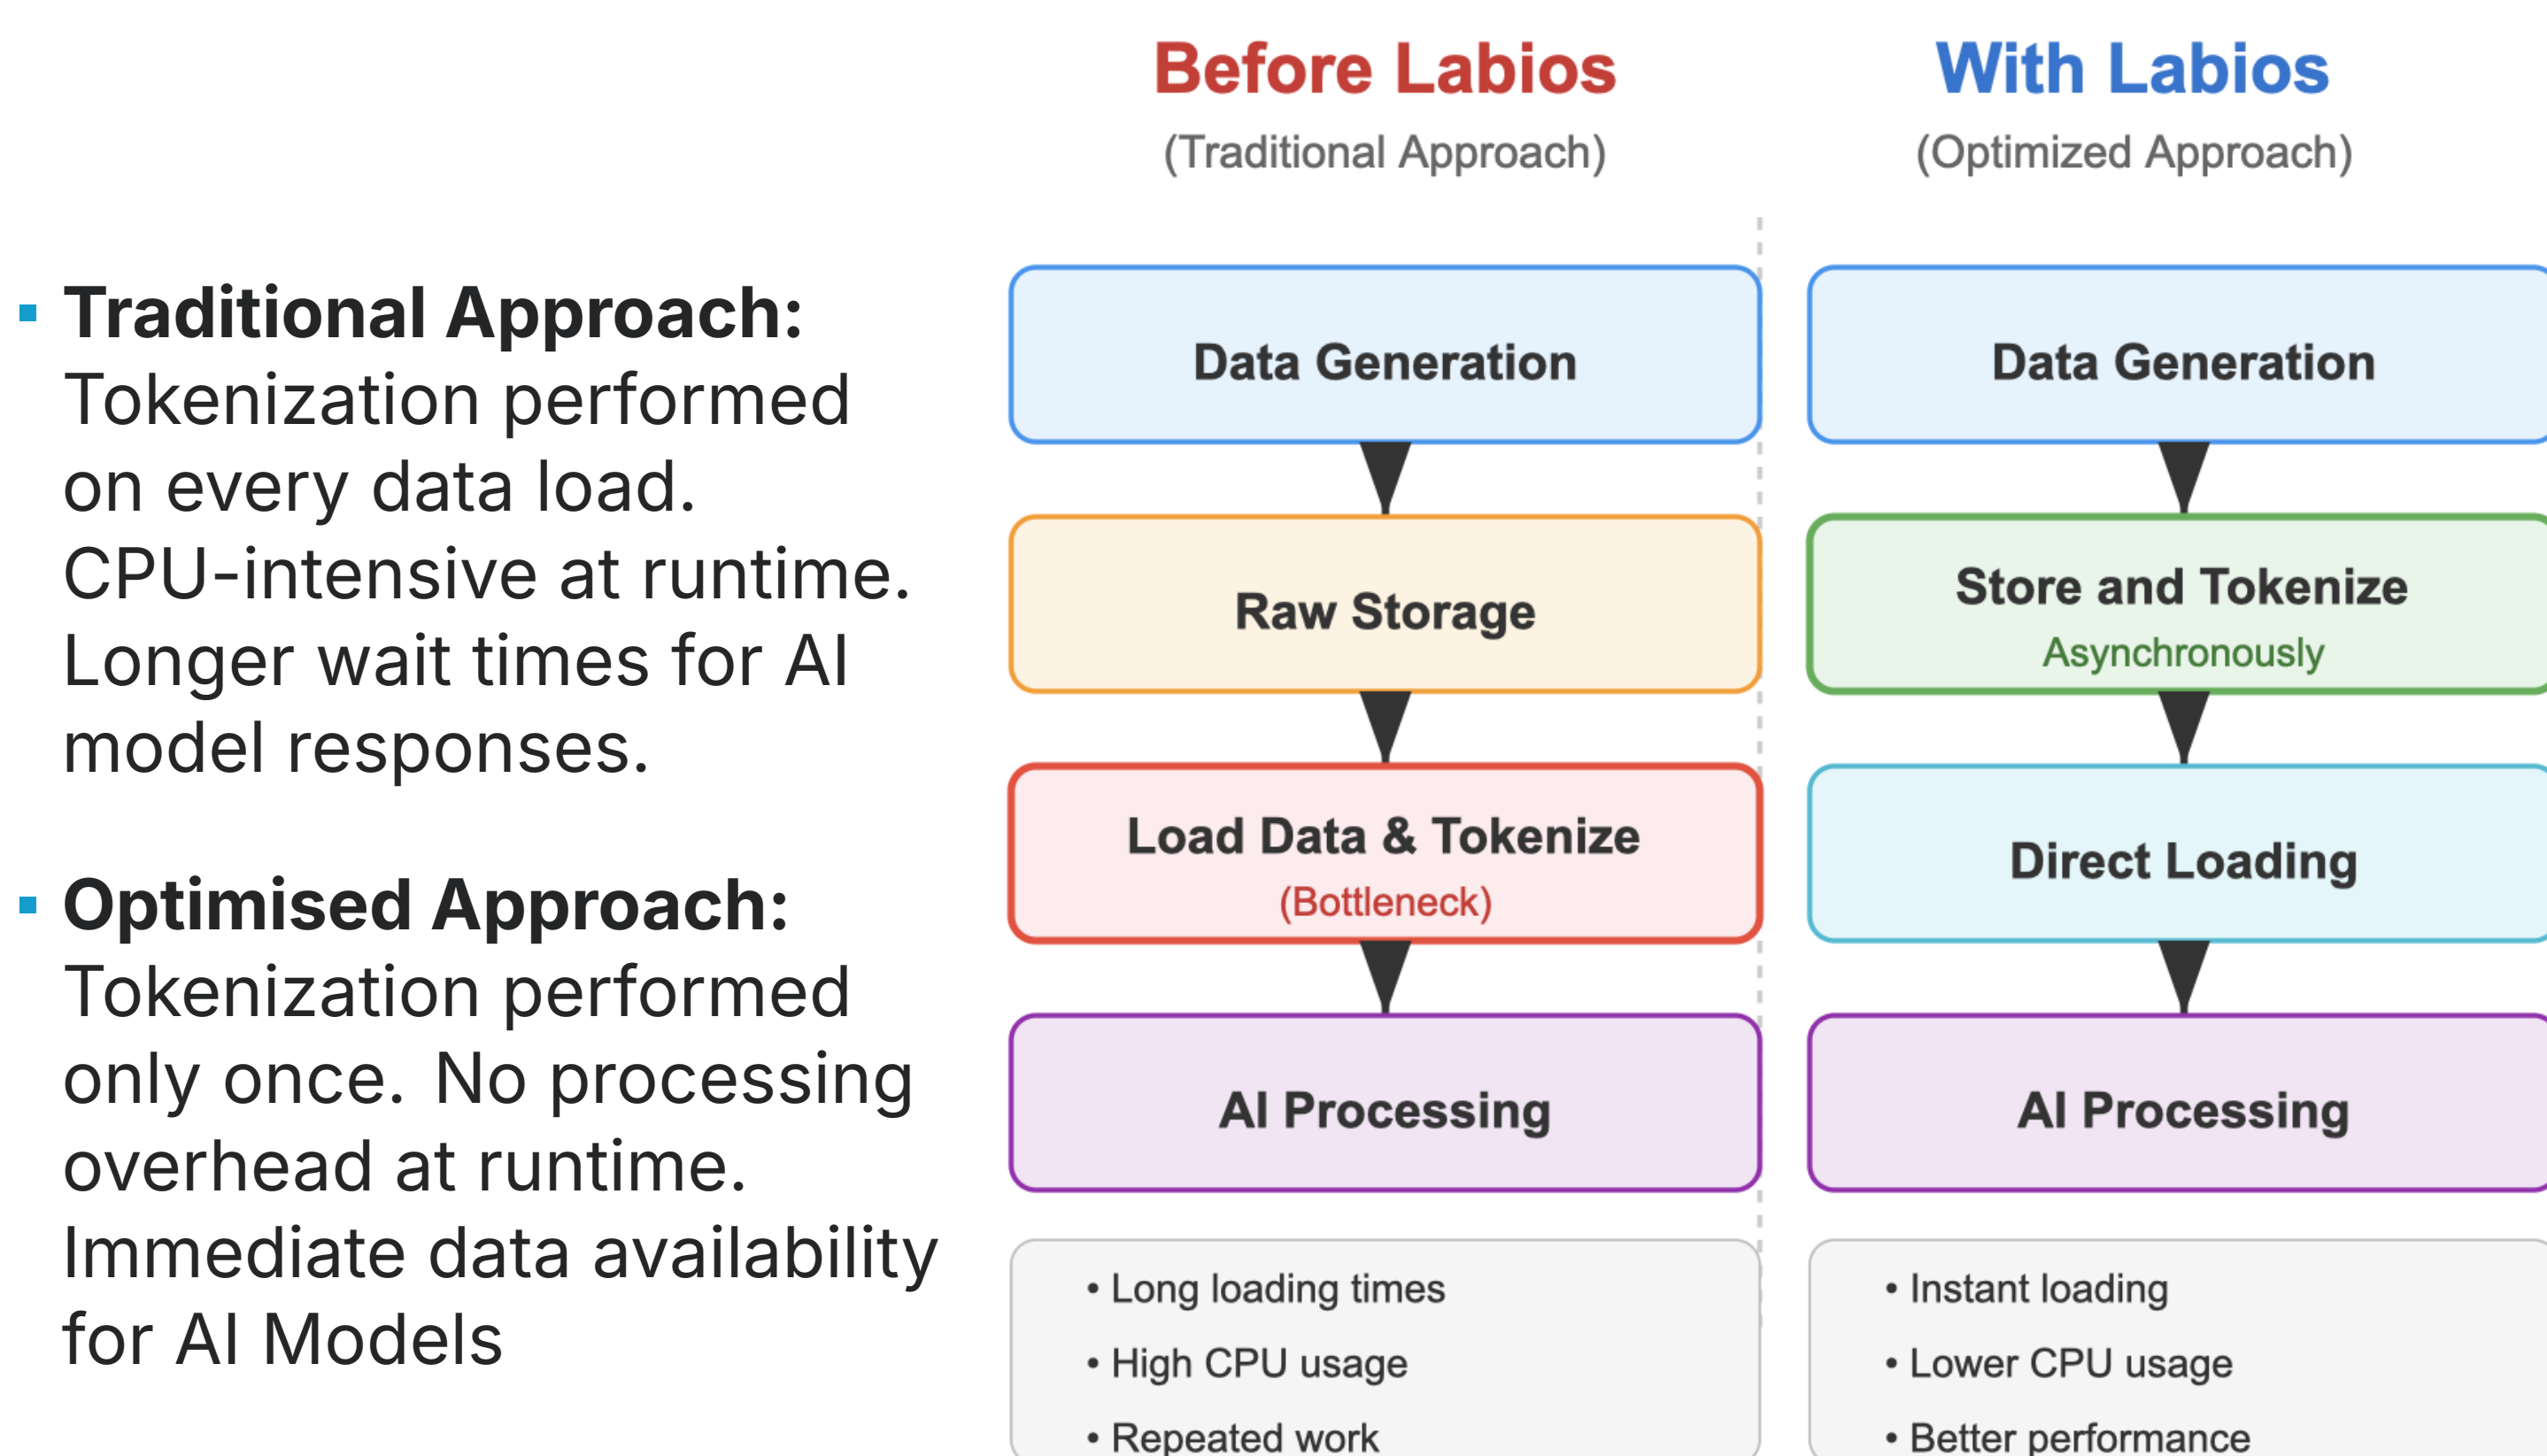 Before Labios
(Traditional Approach)
With Labios
(Optimized Approach)
▪ Traditional Approach:
Tokenization performed
on every data load.
CPU-intensive at runtime.
Longer wait times for AI
model responses.
▪ Optimised Approach:
Tokenization performed
only once. No processing
overhead at runtime.
Immediate data availability
for AI Models
Data Generation
Raw Storage
Load Data & Tokenize
(Bottleneck)
AI Processing
• Long loading times
• High CPU usage
• Repeated work
Data Generation
Store and Tokenize
Asynchronously
Direct Loading
AI Processing
• Instant loading
• Lower CPU usage
• Better performance